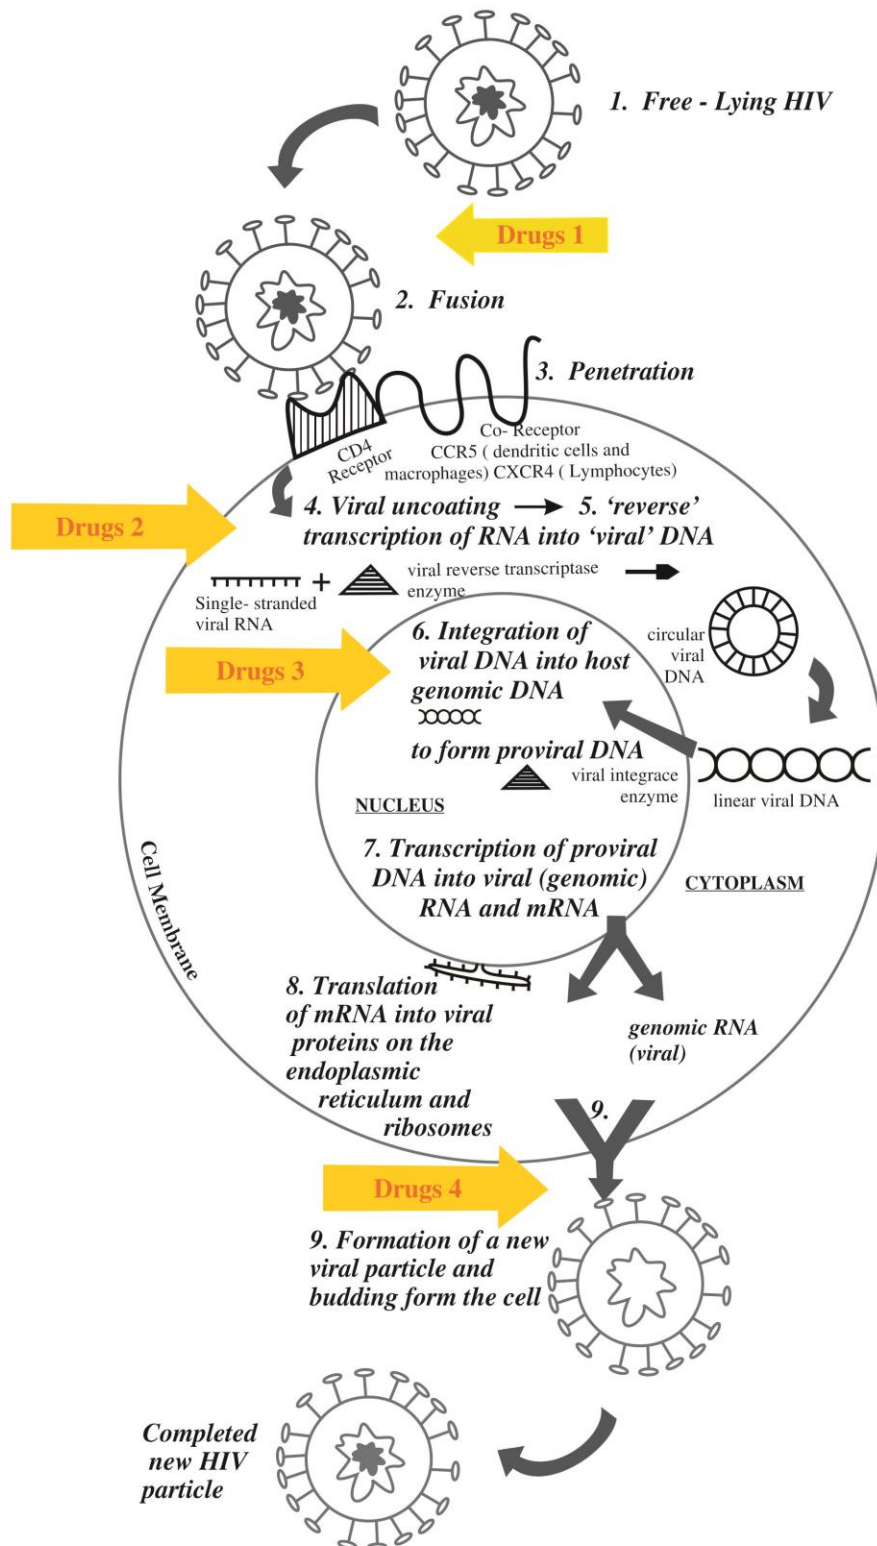 1. Free - Lying HIV
Drugs 1
2. Fusion
3. Penetration
CD4
Receptor
Co- Receptor
CCR5 ( dendritic cells and
macrophages) CXCR4 ( Lymphocytes)
Drugs 2
4. Viral uncoating
5. ‘reverse’
transcription of RNA into ‘viral’ DNA
Single- stranded
viral RNA
+
viral reverse transcriptase
enzyme
circular
viral
DNA
Drugs 3
6. Integration of
viral DNA into host
genomic DNA
to form proviral DNA
viral integrace
enzyme
linear viral DNA
NUCLEUS
7. Transcription of proviral
DNA into viral (genomic)
RNA and mRNA
CYTOPLASM
Cell Membrane
8. Translation
of mRNA into viral
proteins on the
endoplasmic
reticulum and
ribosomes
genomic RNA
(viral)
9.
Drugs 4
9. Formation of a new
viral particle and
budding form the cell
Completed
new HIV
particle